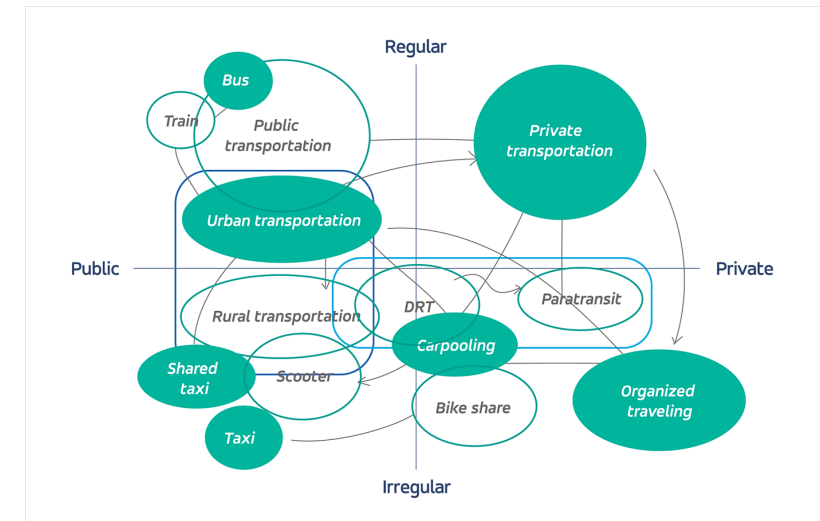 Regular
Bus
Train
Public
transportation
Private
transportation
Urban transportation
Public
Private
DRT
Paratransit
Rural transportation
Carpooling
Shared
taxi
Scooter
Organized
traveling
Bike share
Taxi
Irregular